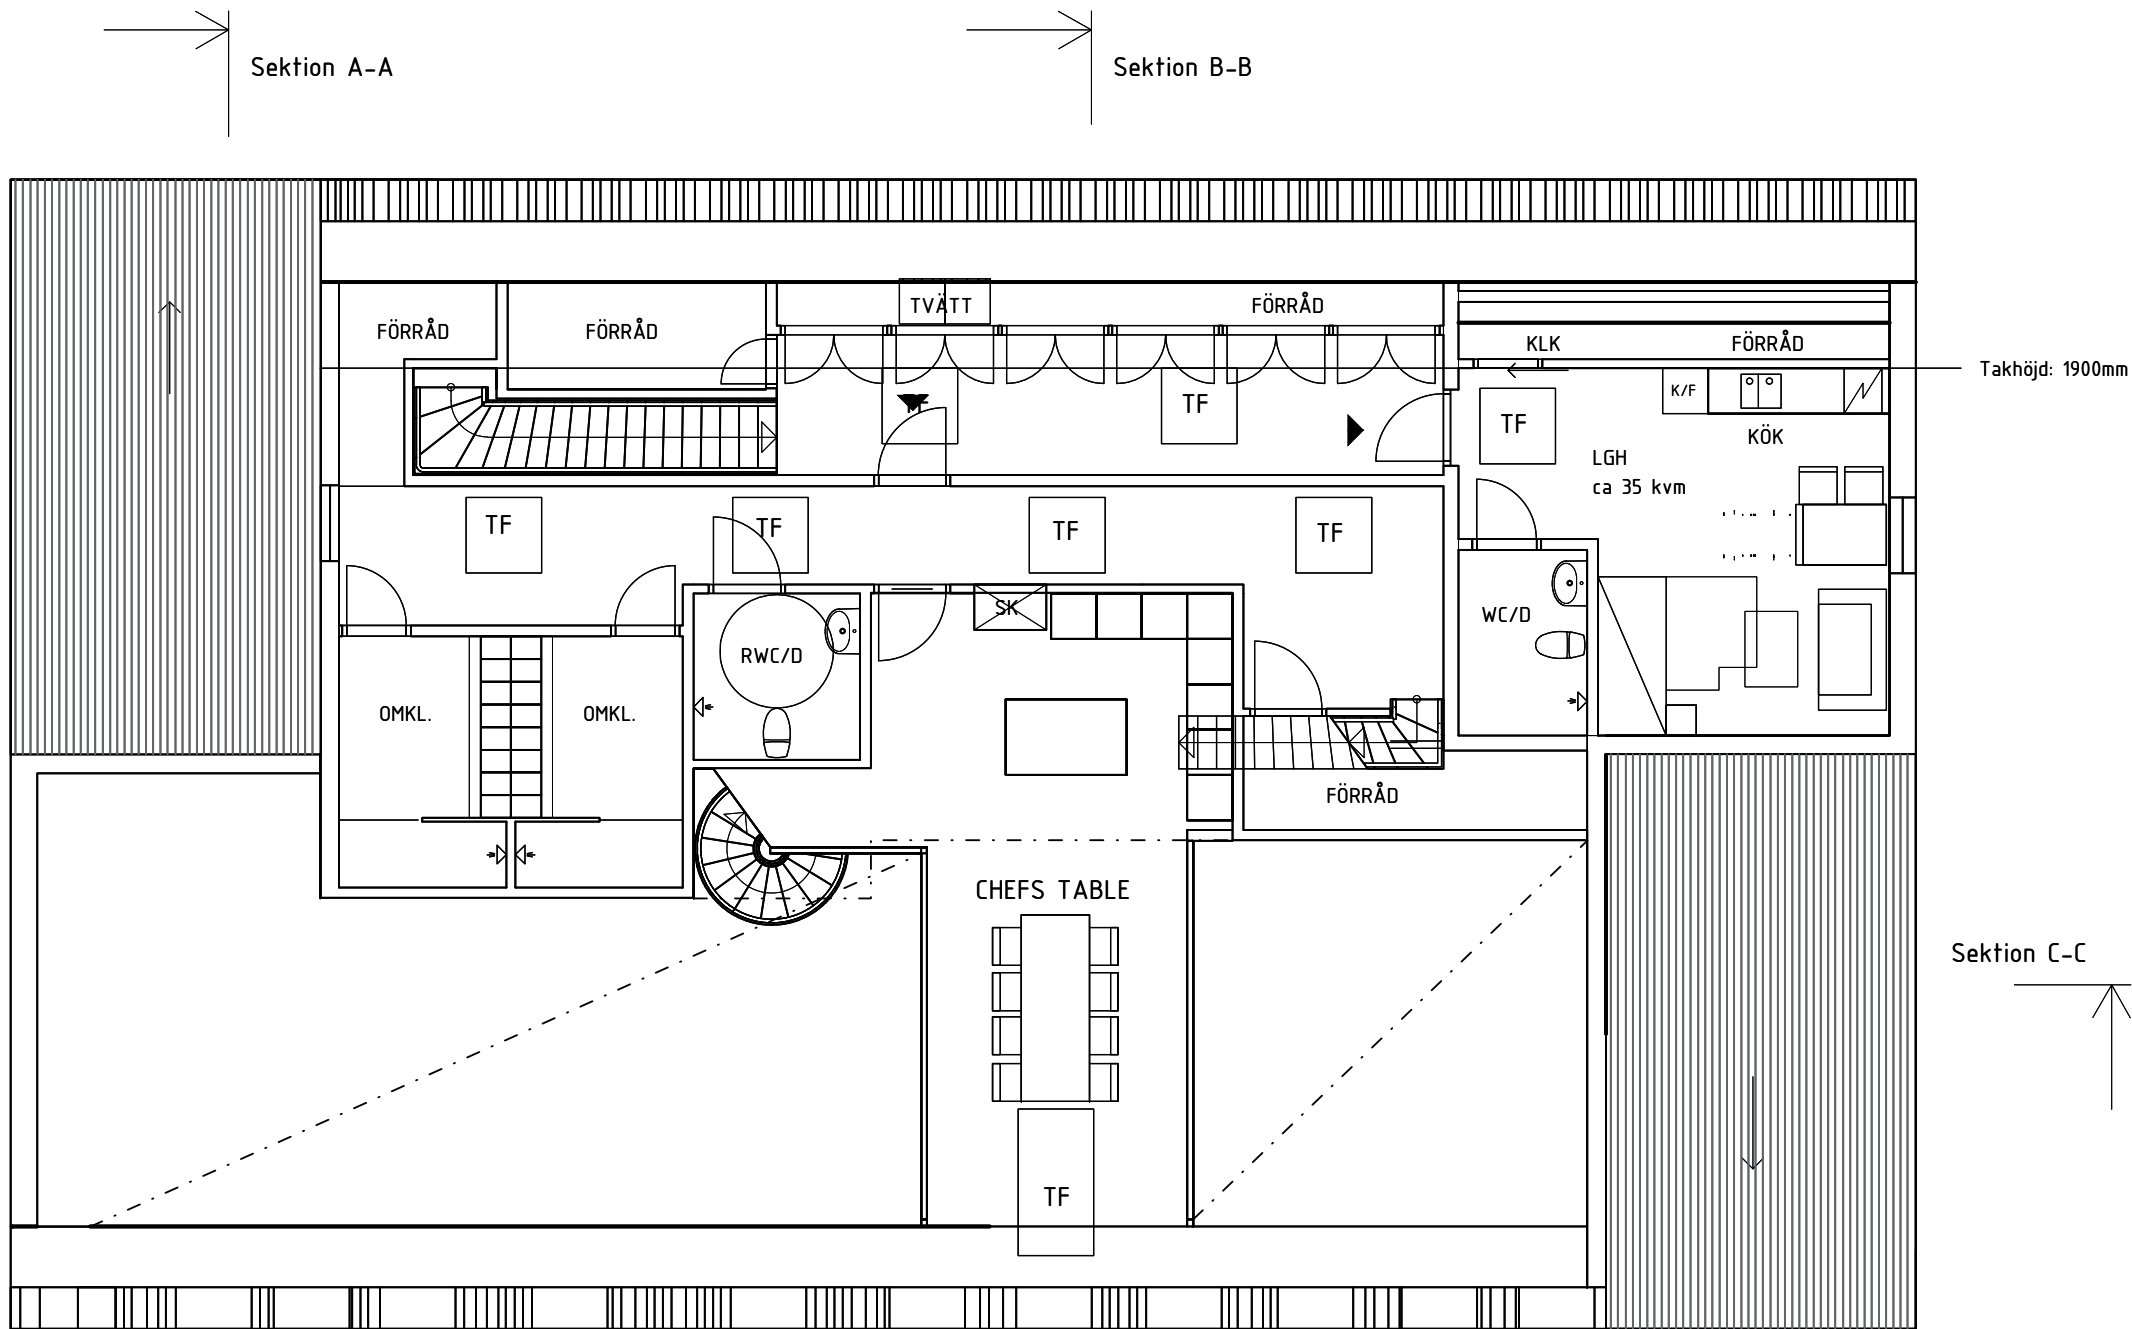 Sektion A-A
Sektion B-B
TVÄTT
FÖRRÅD
FÖRRÅD
FÖRRÅD
KLK
FÖRRÅD
Takhöjd: 1900mm
TF
TF
TF
K/F
KÖK
LGH
ca 35 kvm
TF
TF
TF
TF
SK
WC/D
RWC/D
OMKL.
OMKL.
FÖRRÅD
CHEFS TABLE
Sektion C-C
TF